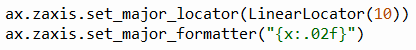 ax.zaxis.set_major_locator(LinearLocator(10))
ax.zaxis.set_major_formatter("{x:.02f}")